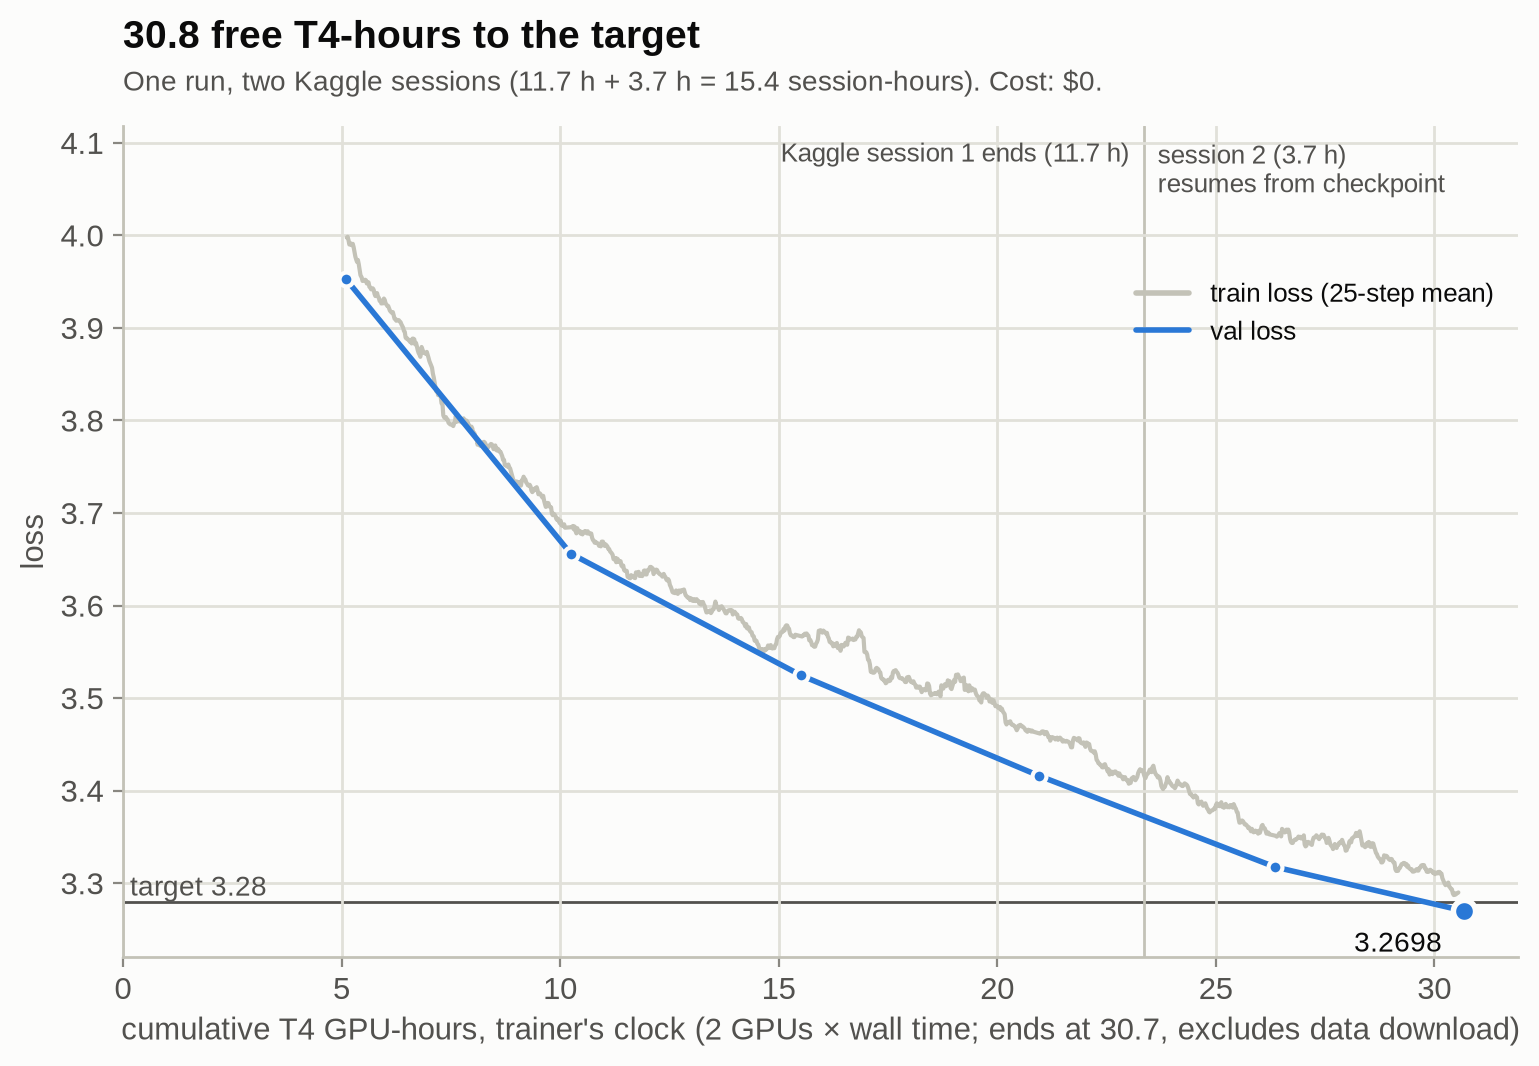 30.8 free T4-hours to the target
One run, two Kaggle sessions (11.7 h + 3.7 h = 15.4 session-hours). Cost: $0.
Kaggle session 1 ends (11.7 h)
session 2 (3.7 h)
resumes from checkpoint
train loss (25-step mean)
val loss
loss
4.1
4.0
3.9
3.8
3.7
3.6
3.5
3.4
3.3
target 3.28
3.2698
0 5 10 15 20 25 30
cumulative T4 GPU-hours, trainer's clock (2 GPUs × wall time; ends at 30.7, excludes data download)